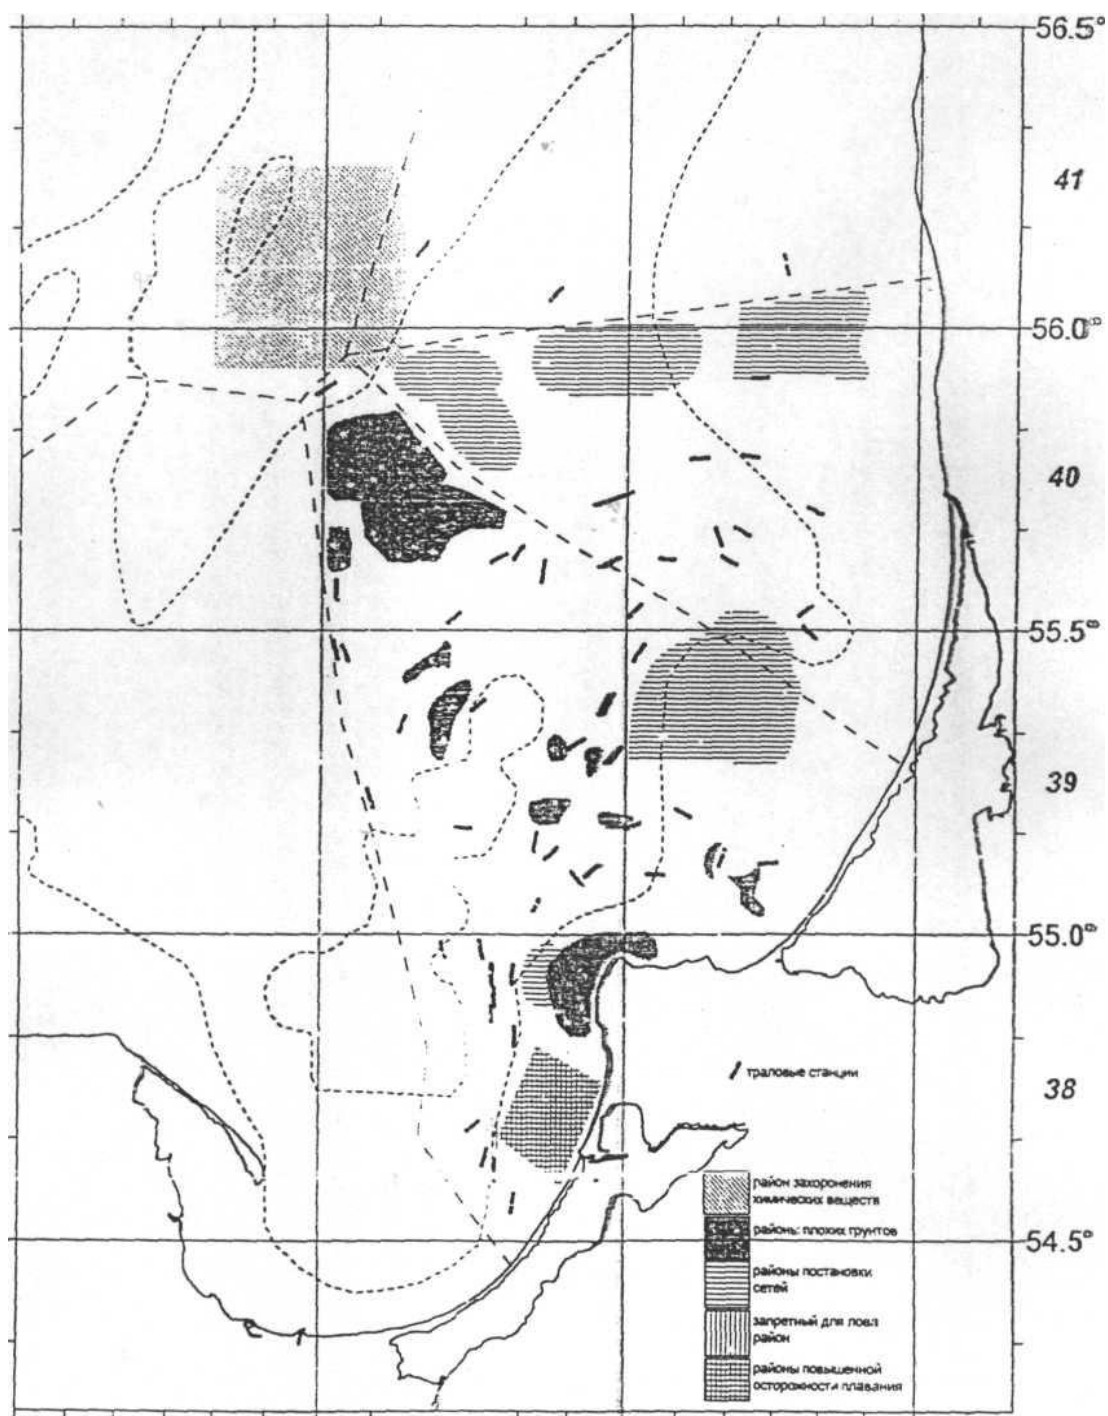 56.5°
41
56.0°
40
55.5°
39
55.0°
траловые станции
38
район захоронения
химических веществ
районы плохих грунтов
54.5°
районы постановки
сетей
запретный для ловл
район
районы повышенной
осторожности плавания